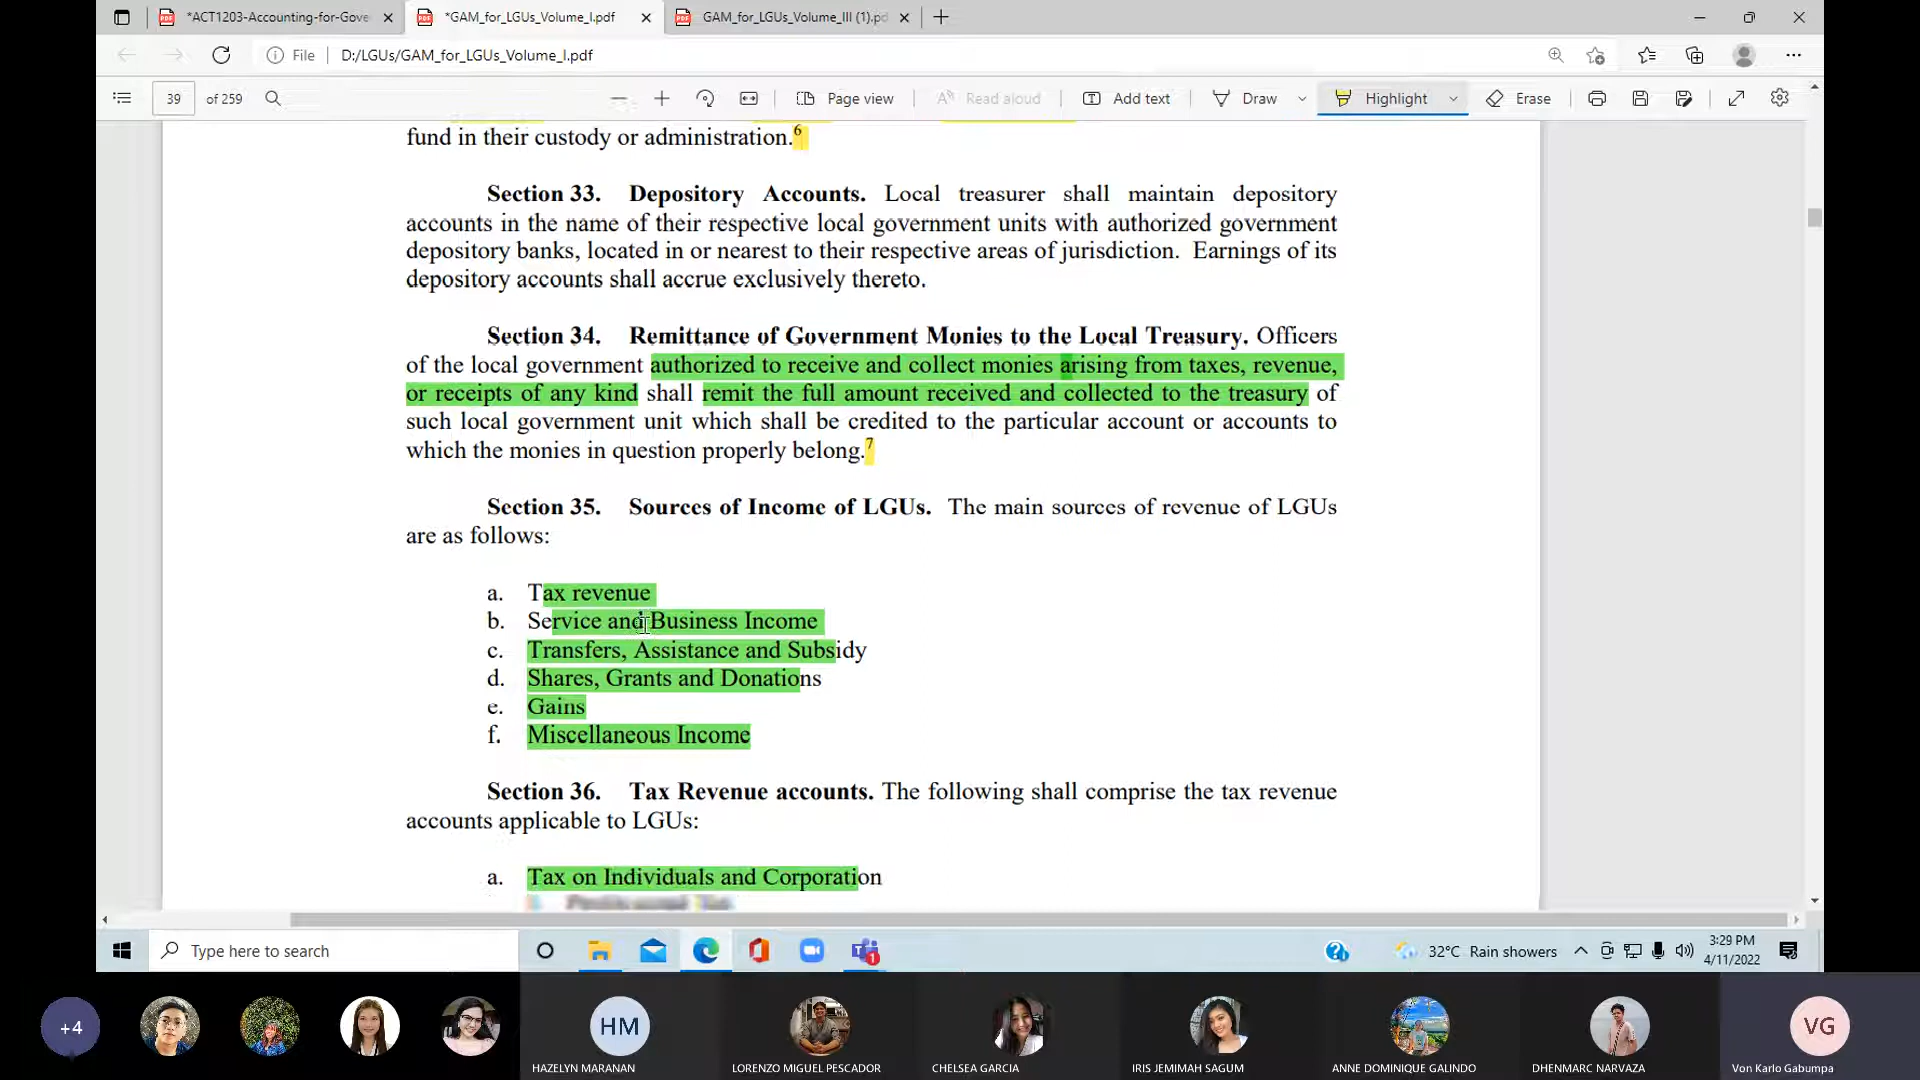 *ACT1203-Accounting-for-Gove
*GAM_for_LGUs_Volume_I.pdf
GAM_for_LGUs_Volume_III (1).pd
File
D:/LGUs/GAM_for_LGUs_Volume_I.pdf
39 of 259
Page view
Read aloud
Add text
Draw
Highlight
Erase
fund in their custody or administration.6
Section 33. Depository Accounts. Local treasurer shall maintain depository
accounts in the name of their respective local government units with authorized government
depository banks, located in or nearest to their respective areas of jurisdiction. Earnings of its
depository accounts shall accrue exclusively thereto.
Section 34. Remittance of Government Monies to the Local Treasury. Officers
of the local government authorized to receive and collect monies arising from taxes, revenue,
or receipts of any kind shall remit the full amount received and collected to the treasury of
such local government unit which shall be credited to the particular account or accounts to
which the monies in question properly belong.7
Section 35. Sources of Income of LGUs. The main sources of revenue of LGUs
are as follows:
a. Tax revenue
b. Service and Business Income
c. Transfers, Assistance and Subsidy
d. Shares, Grants and Donations
e. Gains
f. Miscellaneous Income
Section 36. Tax Revenue accounts. The following shall comprise the tax revenue
accounts applicable to LGUs:
a. Tax on Individuals and Corporation
Type here to search
1
32°C Rain showers
3:29 PM
4/11/2022
+4
HM
VG
HAZELYN MARANAN
LORENZO MIGUEL PESCADOR
CHELSEA GARCIA
IRIS JEMIMAH SAGUM
ANNE DOMINIQUE GALINDO
DHENMARC NARVAZA
Von Karlo Gabumpa